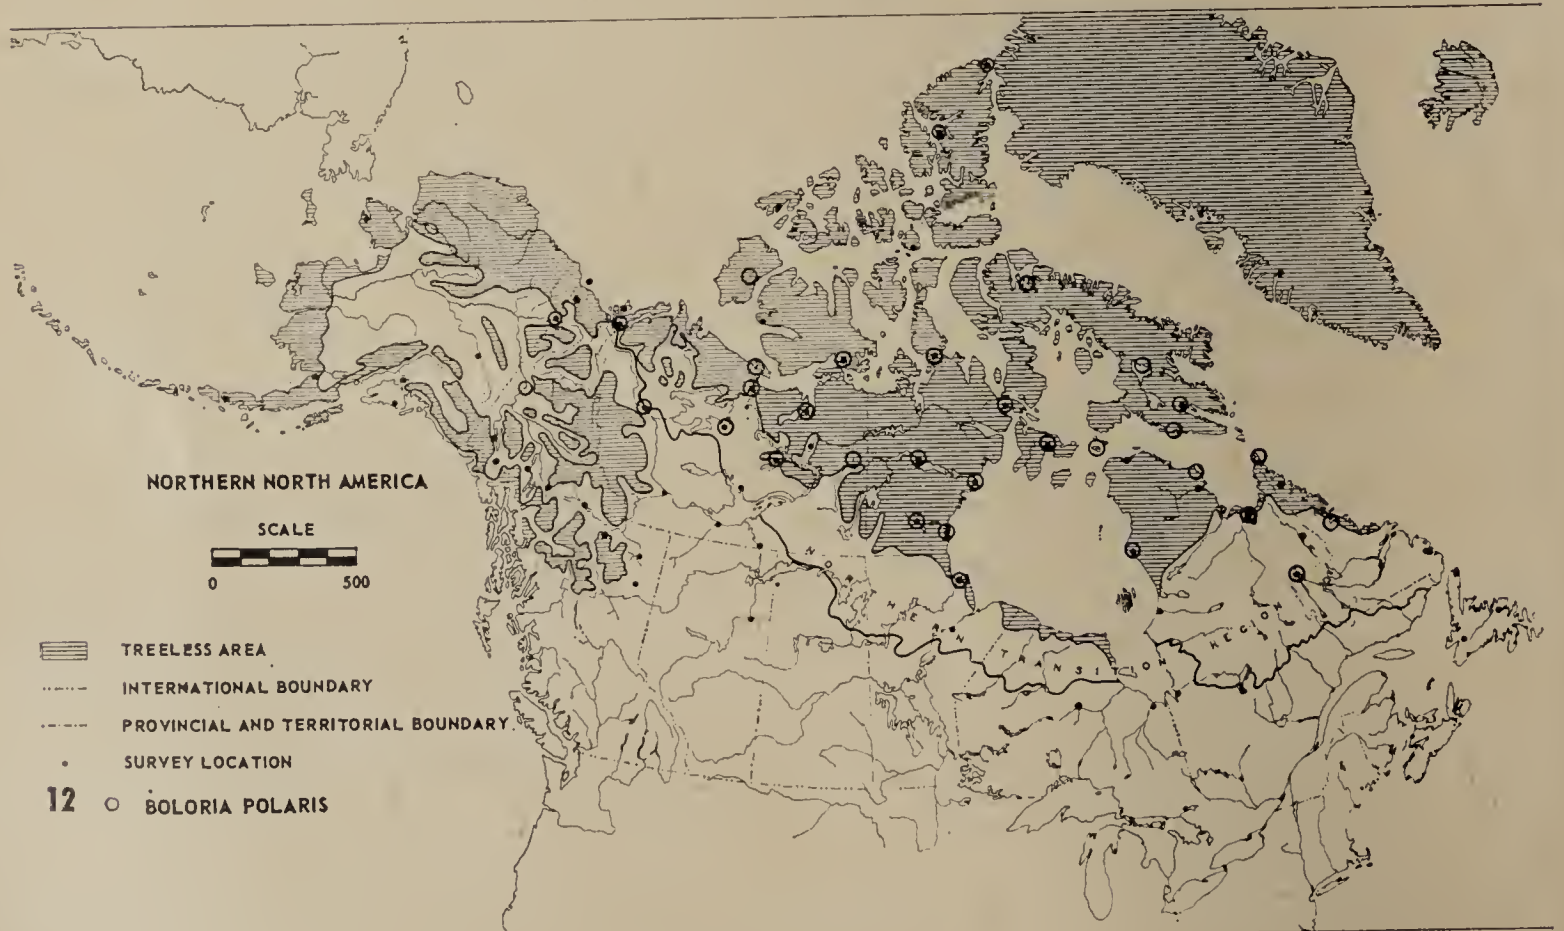 NORTHERN NORTH AMERICA
SCALE
0 500
TREELESS AREA
INTERNATIONAL BOUNDARY
PROVINCIAL AND TERRITORIAL BOUNDARY
SURVEY LOCATION
12 BOLORIA POLARIS
NORTHERN TRANSITION REGION